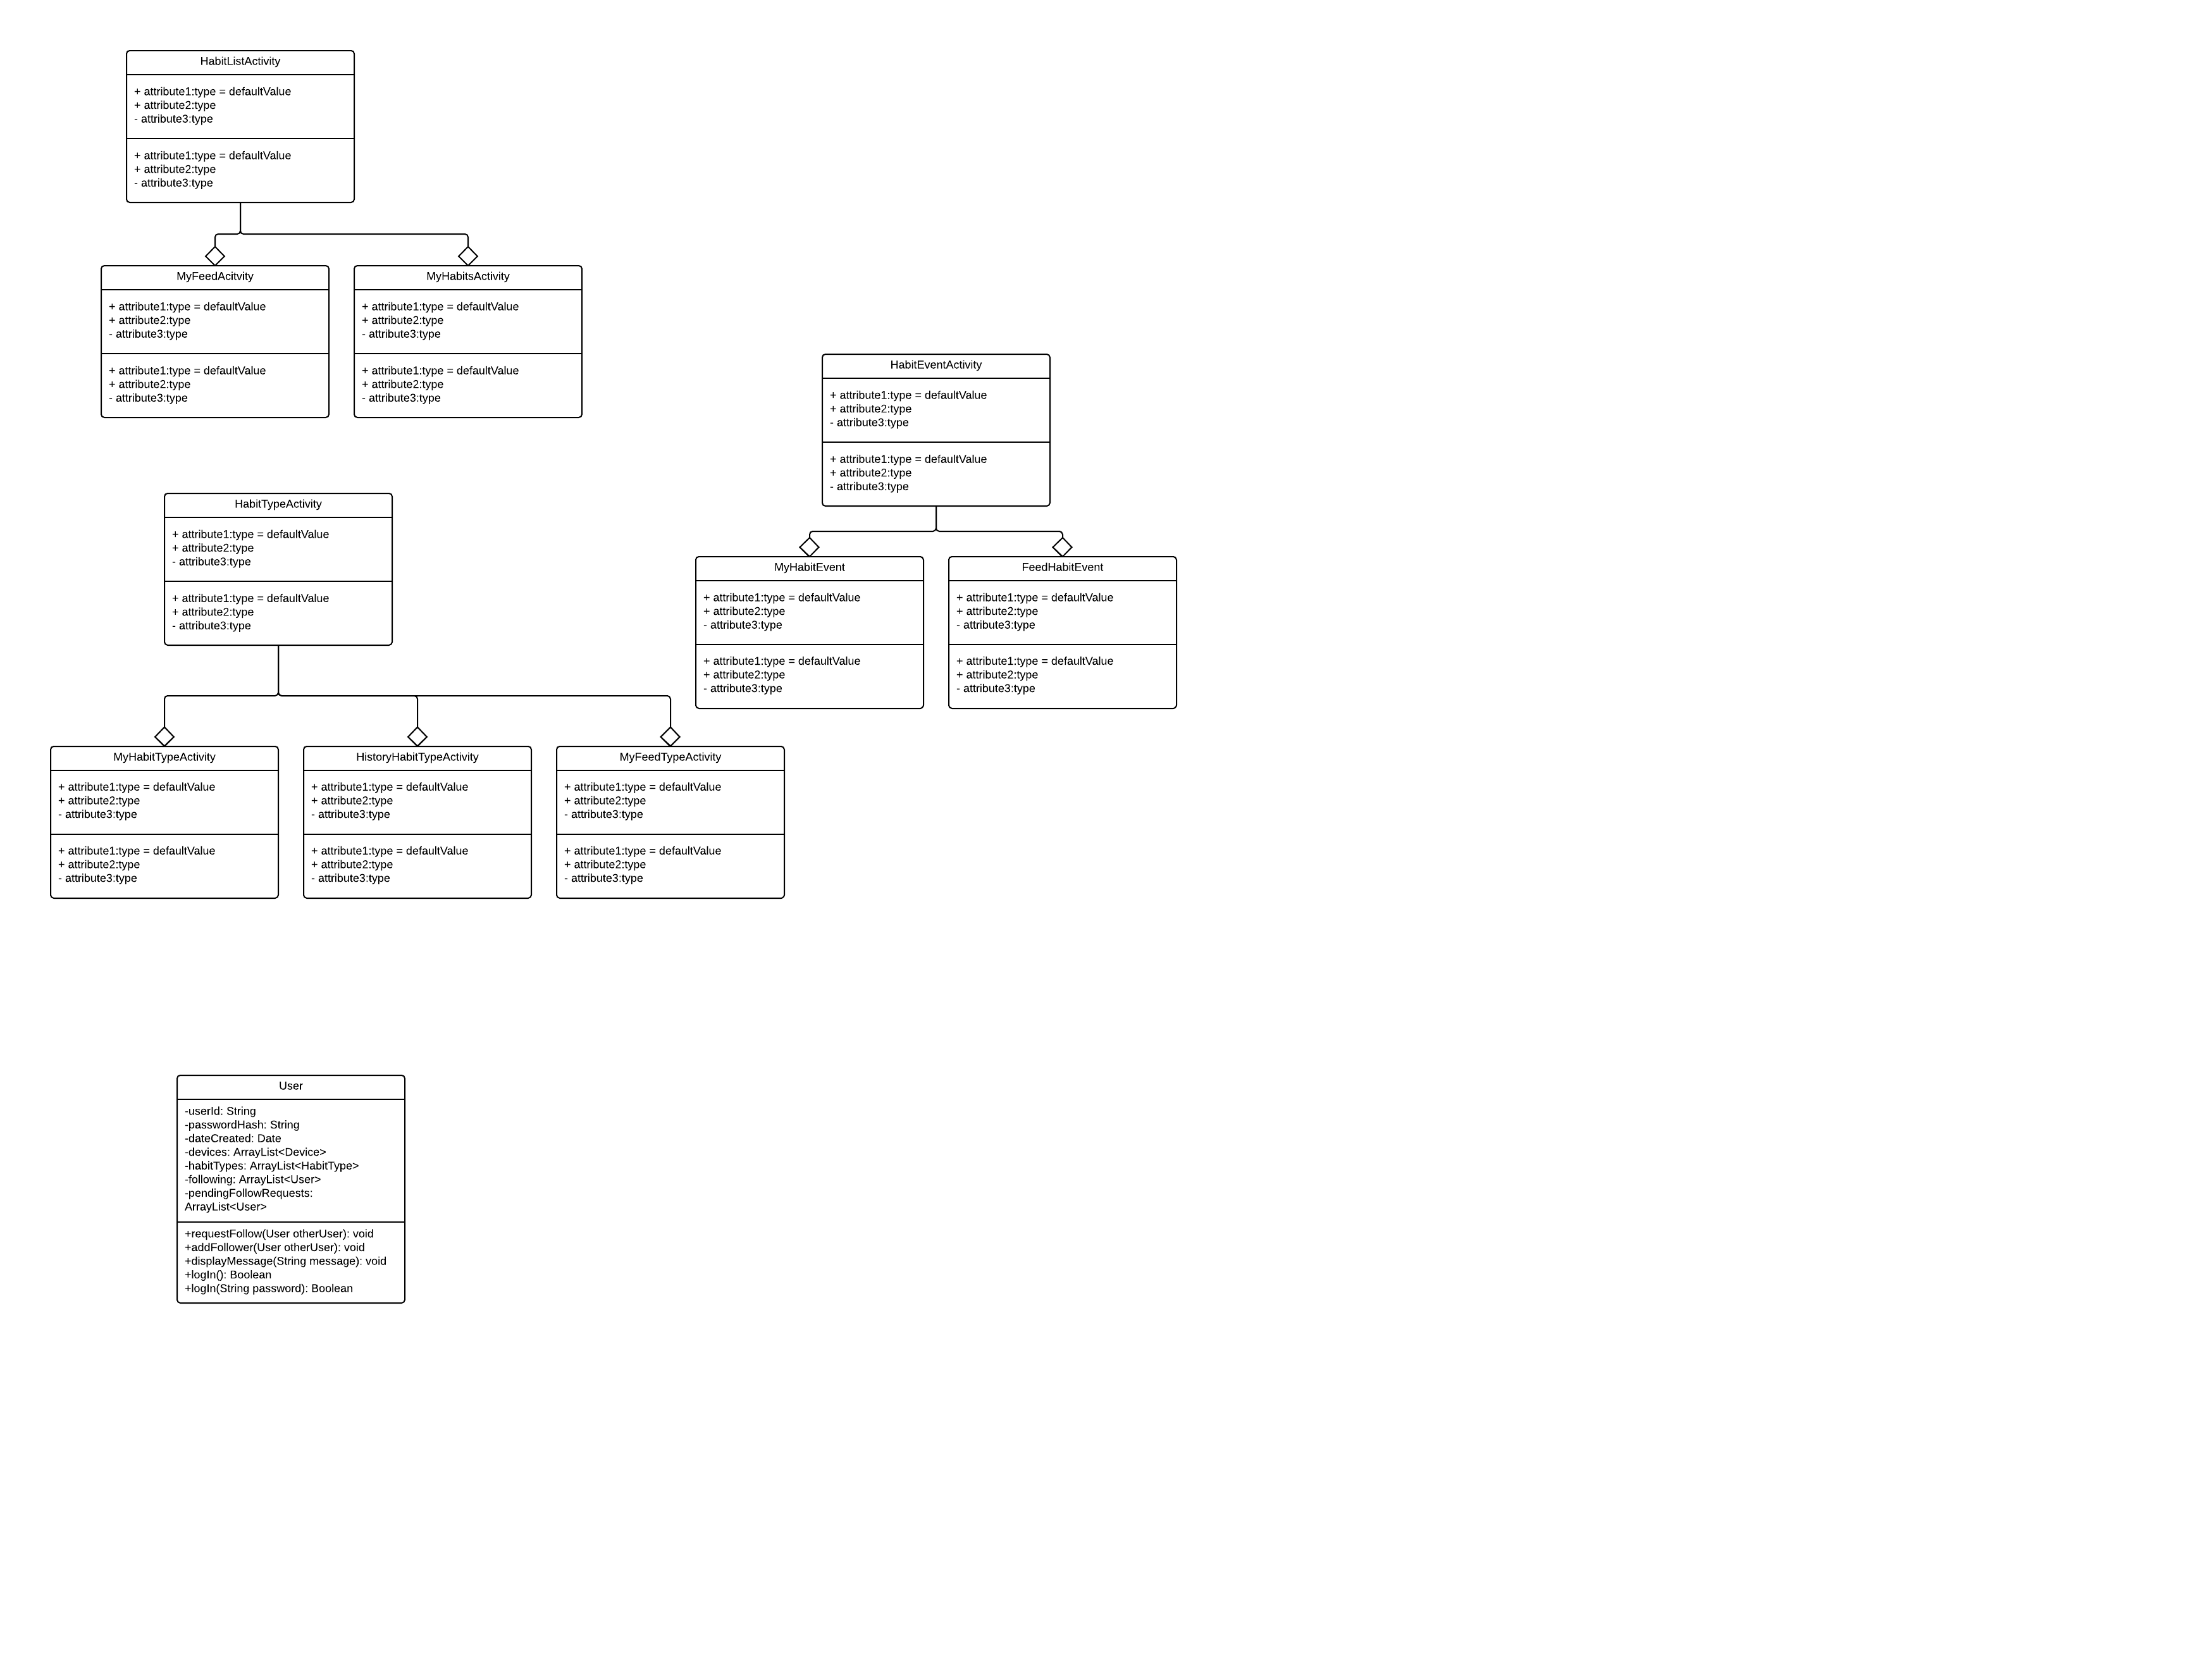 HabitListActivity
+ attribute1:type = defaultValue
+ attribute2:type
- attribute3:type
+ attribute1:type = defaultValue
+ attribute2:type
- attribute3:type
MyFeedAcitvity
+ attribute1:type = defaultValue
+ attribute2:type
- attribute3:type
+ attribute1:type = defaultValue
+ attribute2:type
- attribute3:type
MyHabitsActivity
+ attribute1:type = defaultValue
+ attribute2:type
- attribute3:type
+ attribute1:type = defaultValue
+ attribute2:type
- attribute3:type
HabitEventActivity
+ attribute1:type = defaultValue
+ attribute2:type
- attribute3:type
+ attribute1:type = defaultValue
+ attribute2:type
- attribute3:type
MyHabitEvent
+ attribute1:type = defaultValue
+ attribute2:type
- attribute3:type
+ attribute1:type = defaultValue
+ attribute2:type
- attribute3:type
FeedHabitEvent
+ attribute1:type = defaultValue
+ attribute2:type
- attribute3:type
+ attribute1:type = defaultValue
+ attribute2:type
- attribute3:type
HabitTypeActivity
+ attribute1:type = defaultValue
+ attribute2:type
- attribute3:type
+ attribute1:type = defaultValue
+ attribute2:type
- attribute3:type
MyHabitTypeActivity
+ attribute1:type = defaultValue
+ attribute2:type
- attribute3:type
+ attribute1:type = defaultValue
+ attribute2:type
- attribute3:type
HistoryHabitTypeActivity
+ attribute1:type = defaultValue
+ attribute2:type
- attribute3:type
+ attribute1:type = defaultValue
+ attribute2:type
- attribute3:type
MyFeedTypeActivity
+ attribute1:type = defaultValue
+ attribute2:type
- attribute3:type
+ attribute1:type = defaultValue
+ attribute2:type
- attribute3:type
User
-userId: String
-passwordHash: String
-dateCreated: Date
-devices: ArrayList<Device>
-habitTypes: ArrayList<HabitType>
-following: ArrayList<User>
-pendingFollowRequests:
ArrayList<User>
+requestFollow(User otherUser): void
+addFollower(User otherUser): void
+displayMessage(String message): void
+logIn(): Boolean
+logIn(String password): Boolean